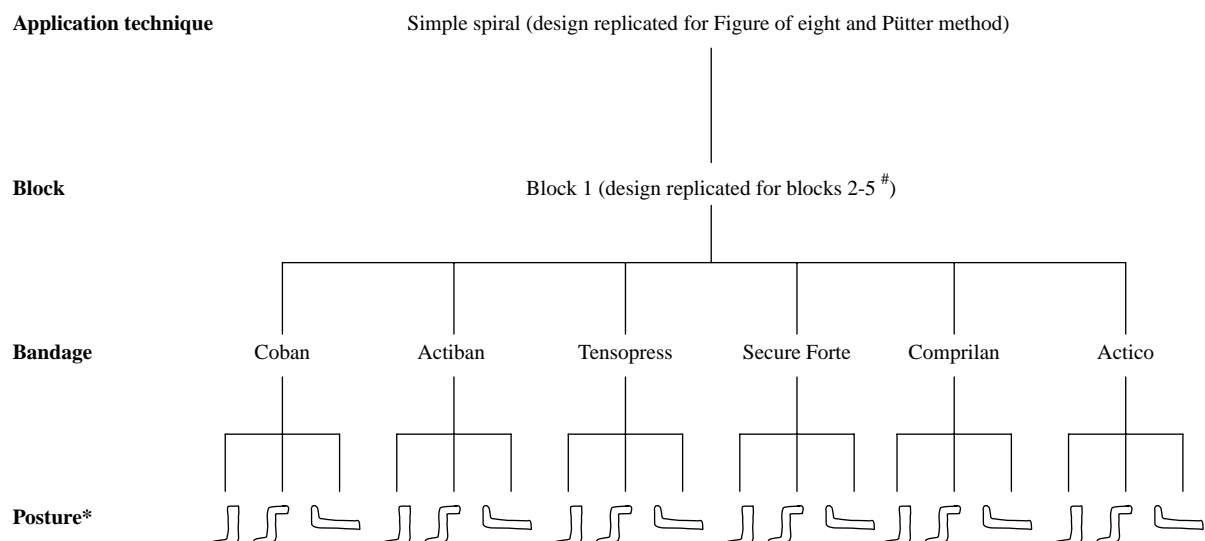 Application technique Simple spiral (design replicated for Figure of eight and Pütter method)
Block Block 1 (design replicated for blocks 2-5 #)
Bandage Coban Actiban Tensopress Secure Forte Comprilan Actico
Posture*